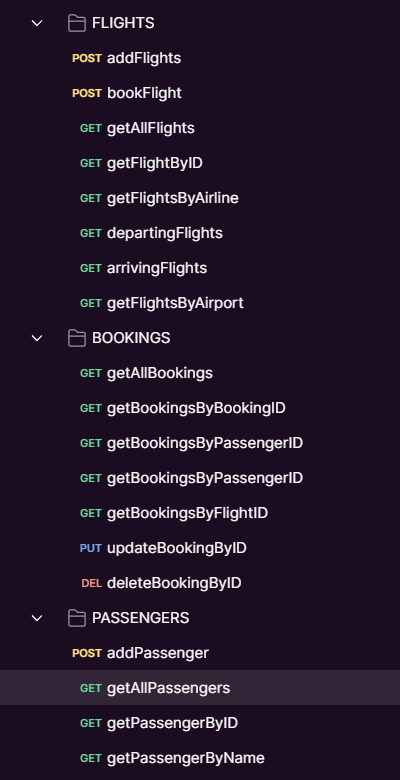 FLIGHTS
POST addFlights
POST bookFlight
GET getAllFlights
GET getFlightByID
GET getFlightsByAirline
GET departingFlights
GET arrivingFlights
GET getFlightsByAirport
BOOKINGS
GET getAllBookings
GET getBookingsByBookingID
GET getBookingsByPassengerID
GET getBookingsByPassengerID
GET getBookingsByFlightID
PUT updateBookingByID
DEL deleteBookingByID
PASSENGERS
POST addPassenger
GET getAllPassengers
GET getPassengerByID
GET getPassengerByName